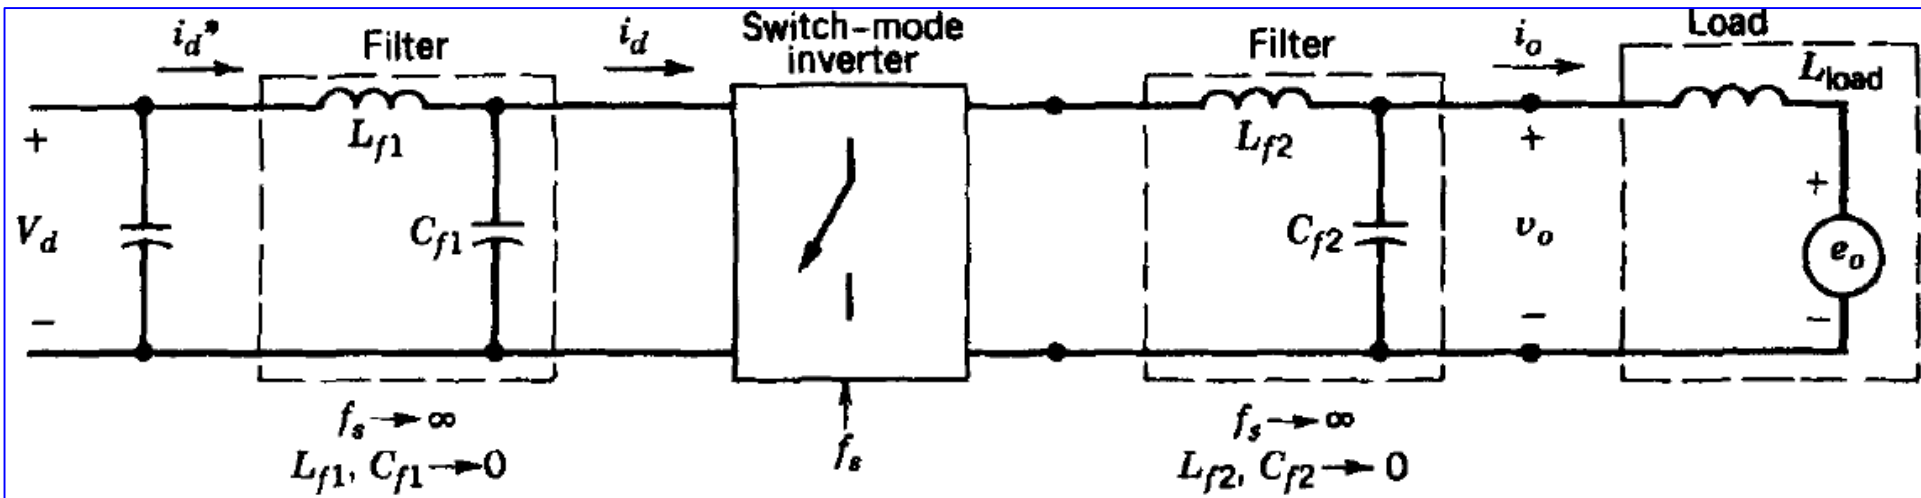 i_d*
Filter
i_d
Switch-mode
inverter
Filter
i_o
Load
L_load
L_f1
L_f2
+
+
+
V_d
C_f1
C_f2
v_o
e_o
−
−
−
f_s → ∞
L_f1, C_f1 → 0
f_s
f_s → ∞
L_f2, C_f2 → 0